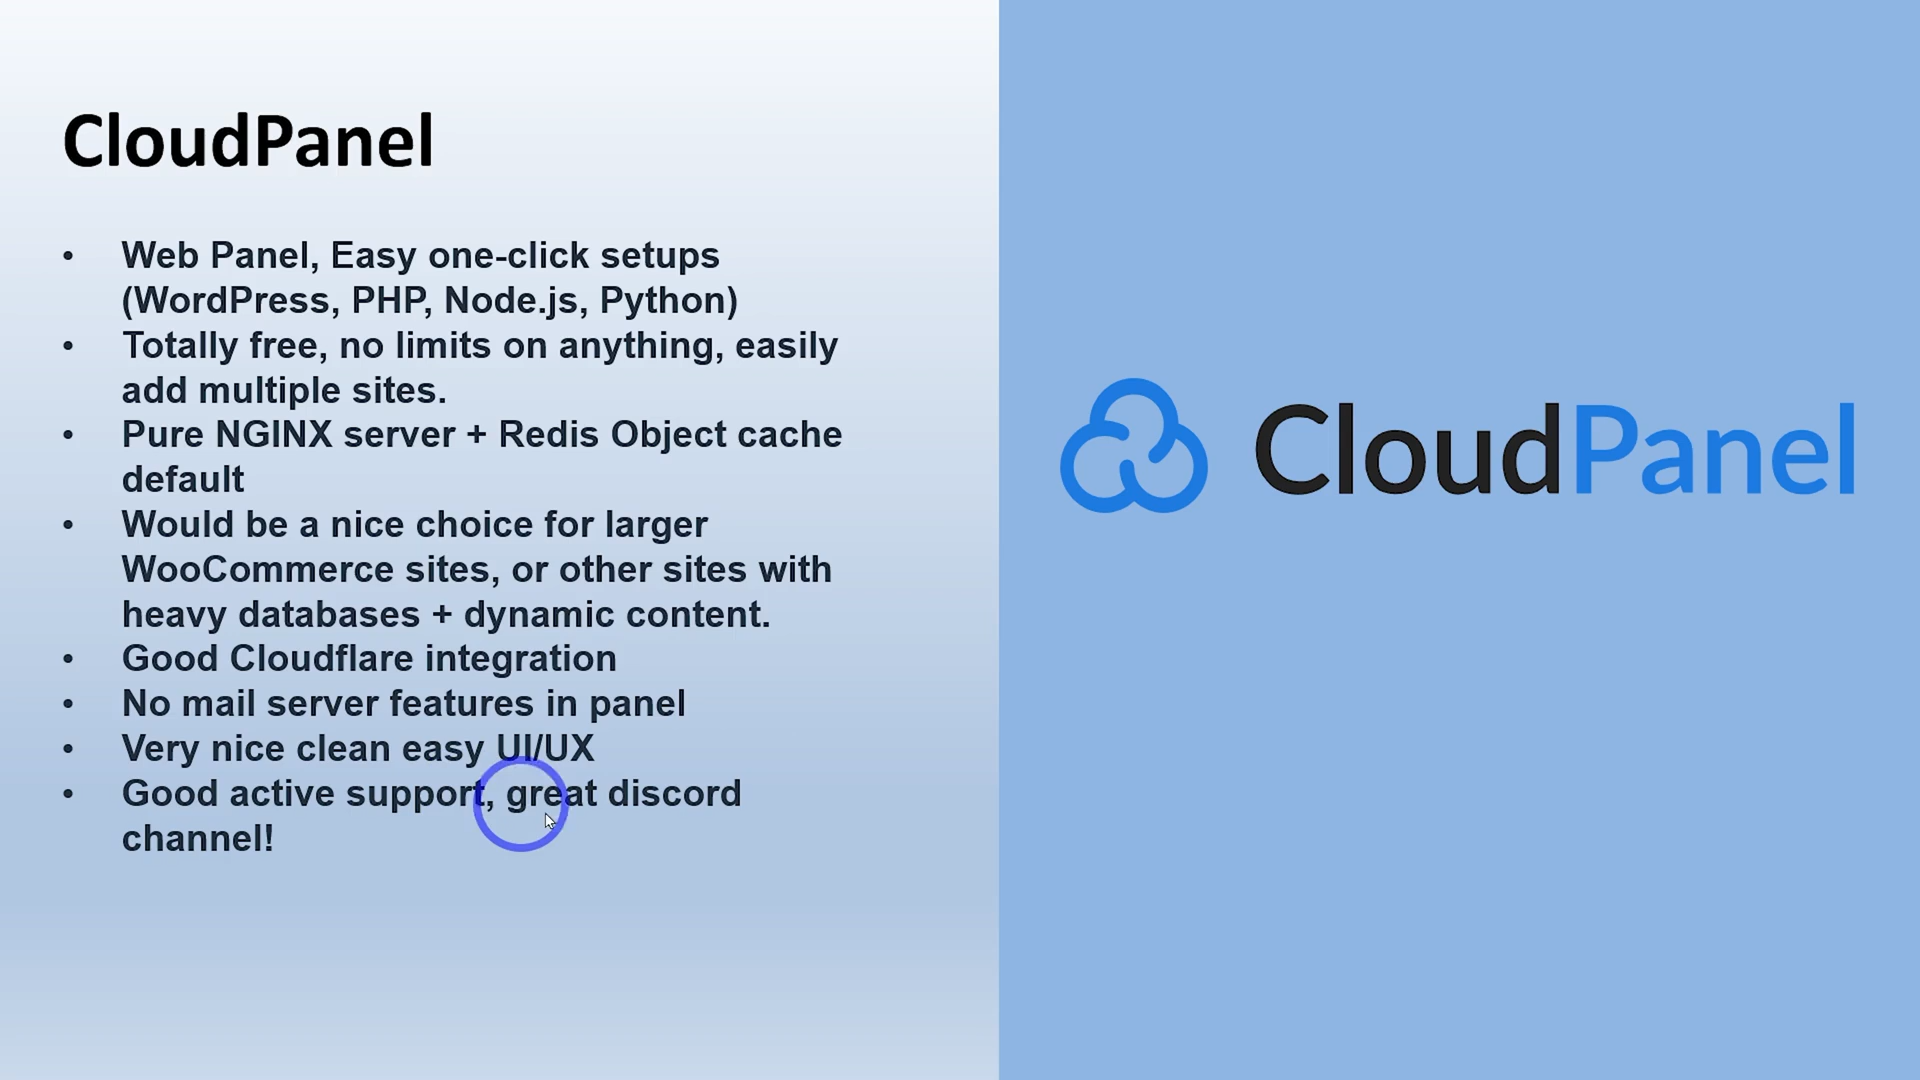 CloudPanel
• Web Panel, Easy one-click setups
(WordPress, PHP, Node.js, Python)
• Totally free, no limits on anything, easily
add multiple sites.
• Pure NGINX server + Redis Object cache
default
• Would be a nice choice for larger
WooCommerce sites, or other sites with
heavy databases + dynamic content.
• Good Cloudflare integration
• No mail server features in panel
• Very nice clean easy UI/UX
• Good active support, great discord
channel!
CloudPanel